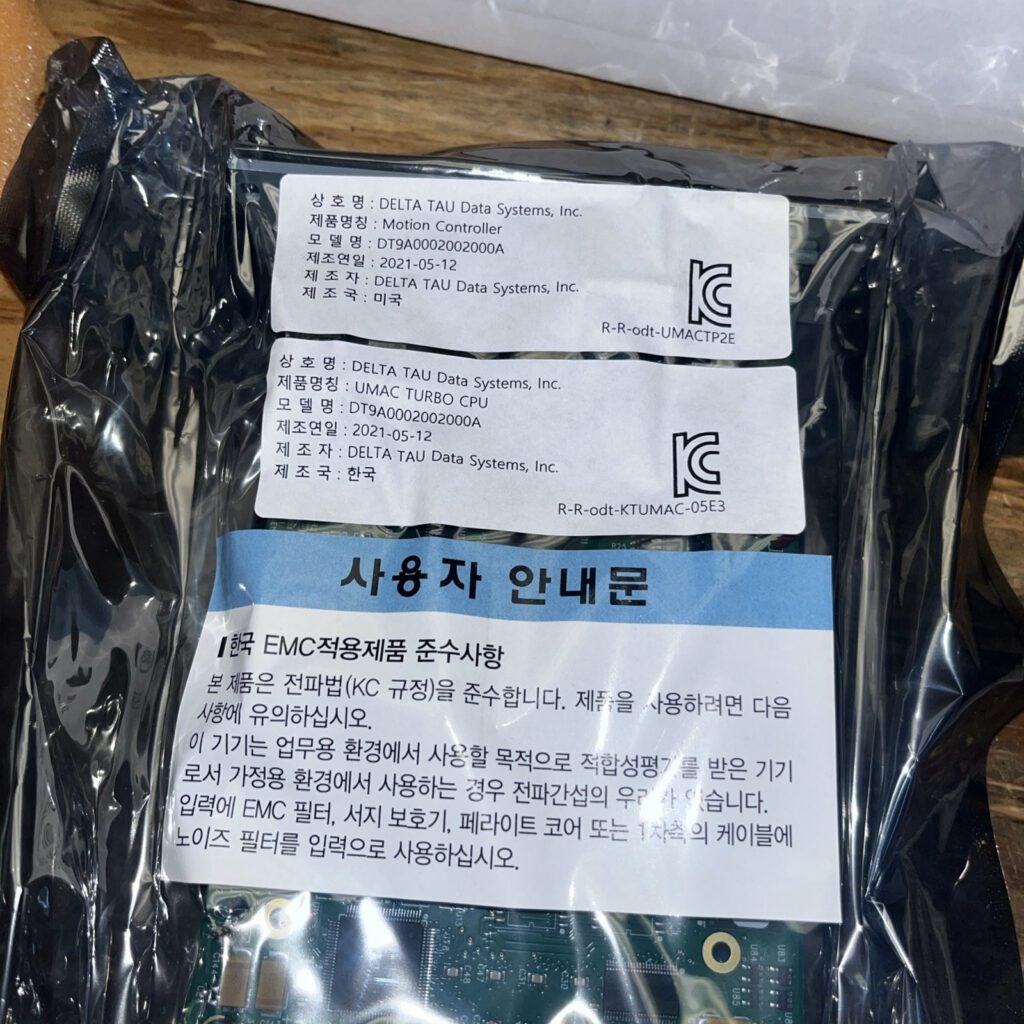 상 호 명 : DELTA TAU Data Systems, Inc.
제품명칭 : Motion Controller
모 델 명 : DT9A0002002000A
제조연일 : 2021-05-12
제 조 자 : DELTA TAU Data Systems, Inc.
제 조 국 : 미국
KC
R-R-odt-UMACTP2E
상 호 명 : DELTA TAU Data Systems, Inc.
제품명칭 : UMAC TURBO CPU
모 델 명 : DT9A0002002000A
제조연일 : 2021-05-12
제 조 자 : DELTA TAU Data Systems, Inc.
제 조 국 : 한국
KC
R-R-odt-KTUMAC-05E3
사용자 안내문
한국 EMC적용제품 준수사항
본 제품은 전파법(KC 규정)을 준수합니다. 제품을 사용하려면 다음
사항에 유의하십시오.
이 기기는 업무용 환경에서 사용할 목적으로 적합성평가를 받은 기기
로서 가정용 환경에서 사용하는 경우 전파간섭의 우려가 있습니다.
입력에 EMC 필터, 서지 보호기, 페라이트 코어 또는 1차측의 케이블에
노이즈 필터를 입력으로 사용하십시오.
C48
U83
U85